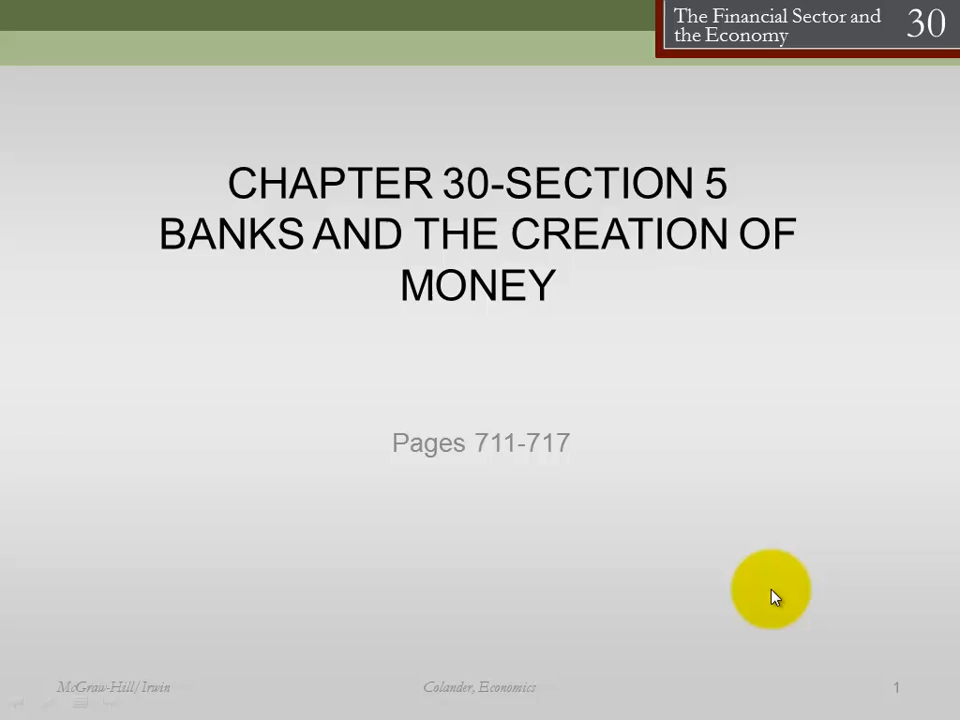 The Financial Sector and
the Economy
30
CHAPTER 30-SECTION 5
BANKS AND THE CREATION OF
MONEY
Pages 711-717
McGraw-Hill/Irwin
Colander, Economics
1